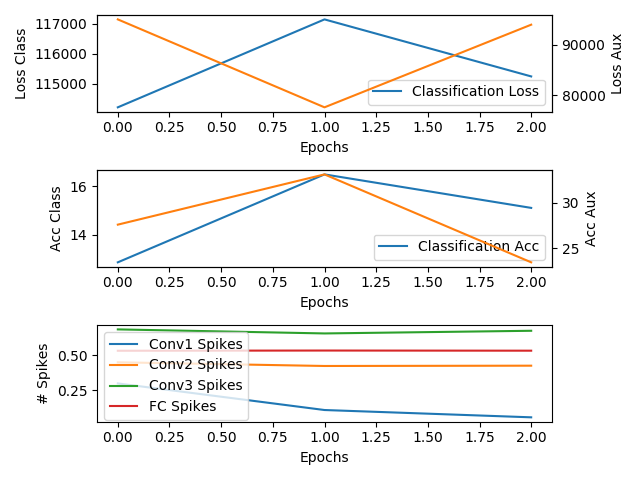 Loss Class
117000
116000
115000
Classification Loss
90000
80000
Loss Aux
0.00 0.25 0.50 0.75 1.00 1.25 1.50 1.75 2.00
Epochs
Acc Class
16
14
Classification Acc
30
25
Acc Aux
0.00 0.25 0.50 0.75 1.00 1.25 1.50 1.75 2.00
Epochs
# Spikes
0.50
0.25
Conv1 Spikes
Conv2 Spikes
Conv3 Spikes
FC Spikes
0.00 0.25 0.50 0.75 1.00 1.25 1.50 1.75 2.00
Epochs